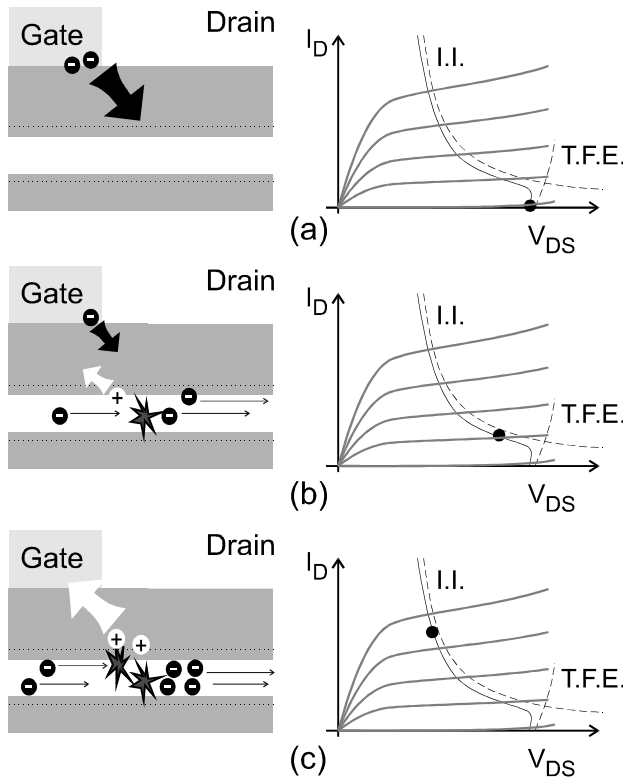 Gate
Drain
I_D
I.I.
T.F.E.
V_DS
(a)
Gate
Drain
+
I_D
I.I.
T.F.E.
V_DS
(b)
Gate
Drain
+ +
I_D
I.I.
T.F.E.
V_DS
(c)